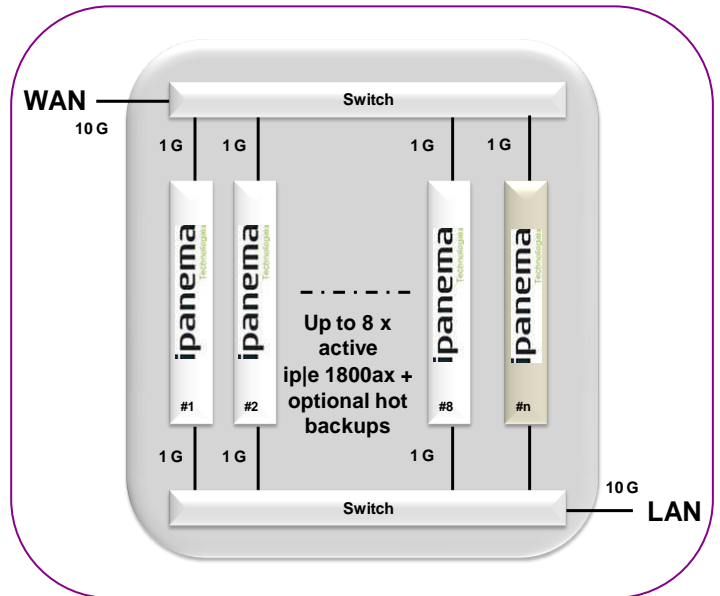 Switch
WAN
10 G
1 G
1 G
1 G
1 G
ipanema
Technologies
#1
ipanema
Technologies
#2
Up to 8 x
active
ip|e 1800ax +
optional hot
backups
ipanema
Technologies
#8
ipanema
Technologies
#n
1 G
1 G
1 G
10 G
Switch
LAN